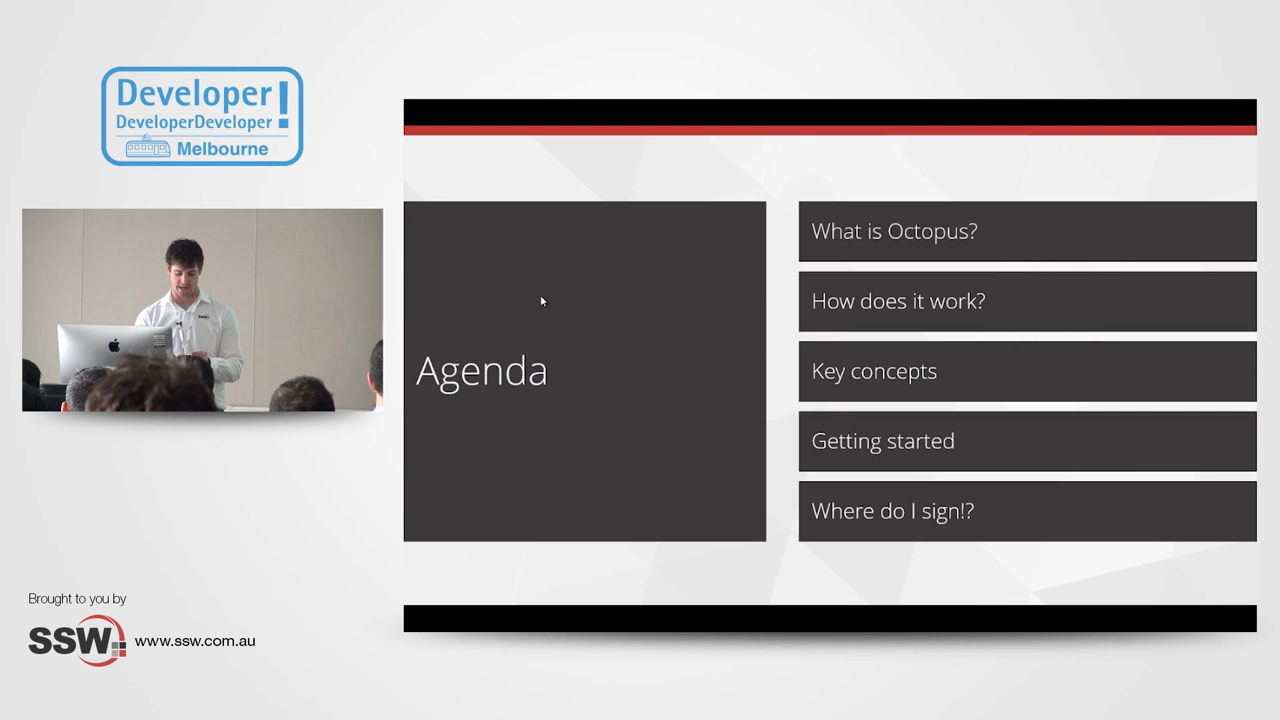 Developer!
DeveloperDeveloper
Melbourne
SSW
Agenda
What is Octopus?
How does it work?
Key concepts
Getting started
Where do I sign!?
Brought to you by
SSW
www.ssw.com.au